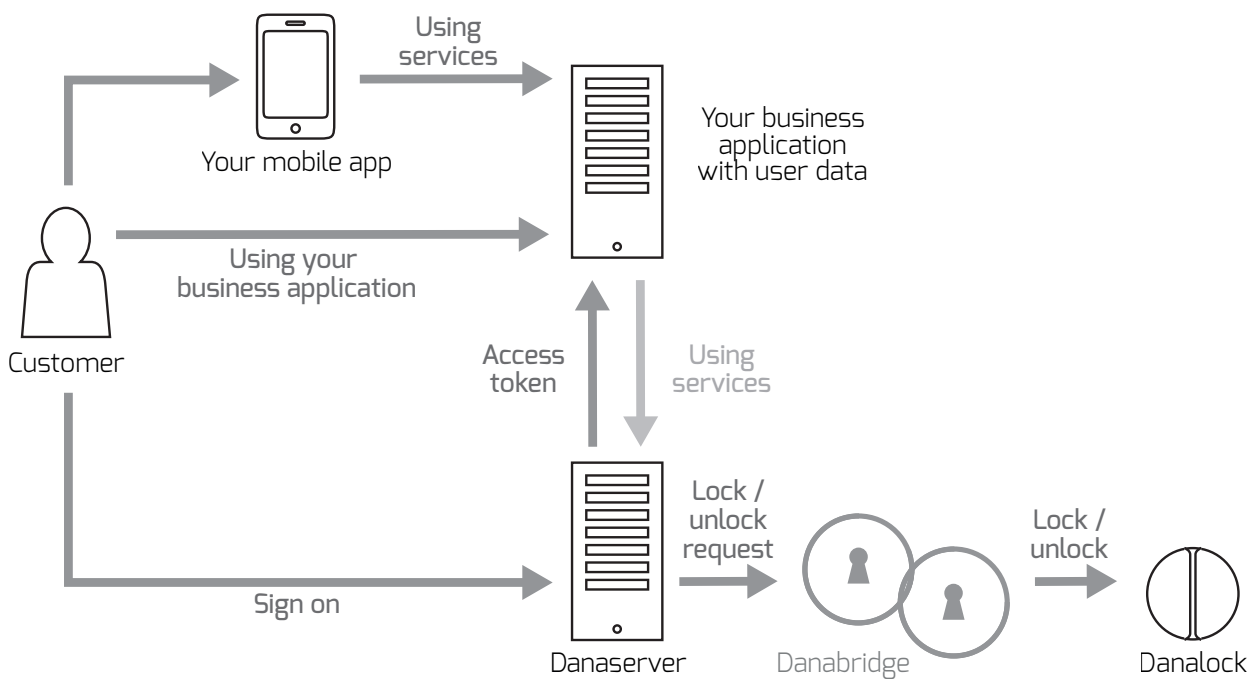 Using
services
Your mobile app
Your business
application
with user data
Using your
business application
Customer
Access
token
Using
services
Lock /
unlock
request
Lock /
unlock
Sign on
Danaserver
Danabridge
Danalock